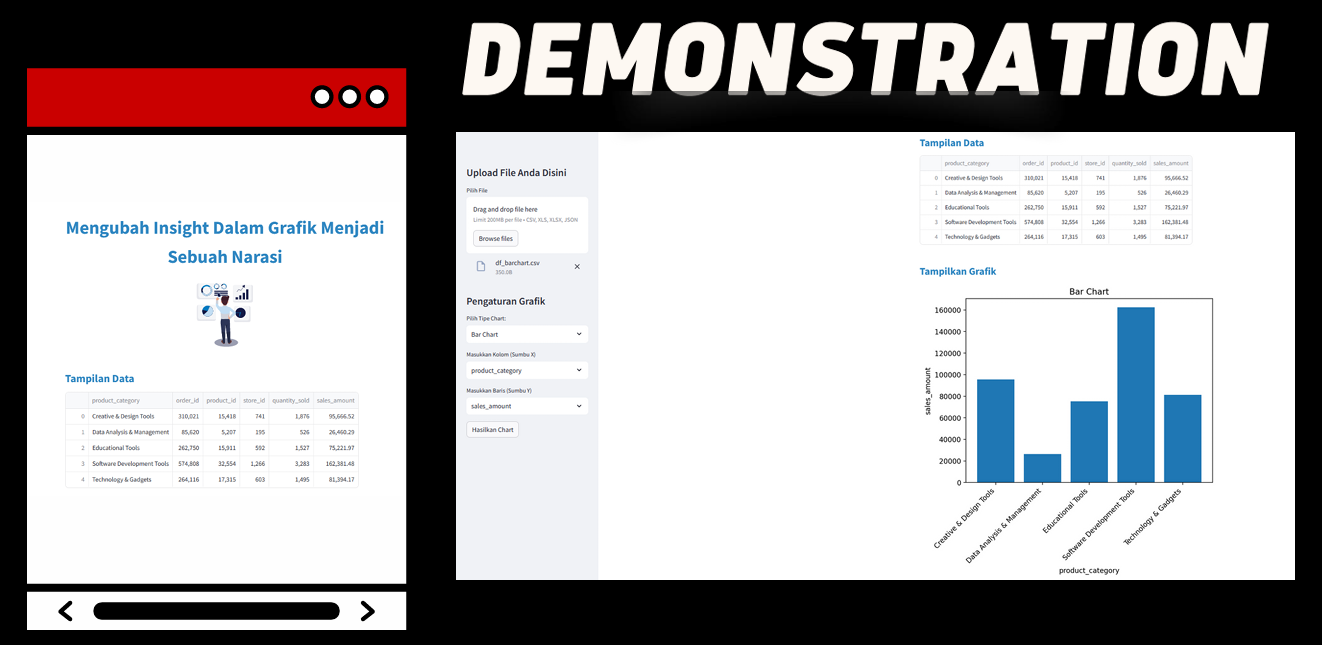 DEMONSTRATION
Mengubah Insight Dalam Grafik Menjadi
Sebuah Narasi
Tampilan Data
product_category order_id product_id store_id quantity_sold sales_amount
0 Creative & Design Tools 310,021 15,418 741 1,876 95,666.52
1 Data Analysis & Management 85,620 5,207 195 526 26,460.29
2 Educational Tools 262,750 15,911 592 1,527 75,221.97
3 Software Development Tools 574,808 32,554 1,266 3,283 162,381.48
4 Technology & Gadgets 264,116 17,315 603 1,495 81,394.17
Upload File Anda Disini
Pilih File
Drag and drop file here
Limit 200MB per file • CSV, XLS, XLSX, JSON
Browse files
df_barchart.csv
350.0B
Pengaturan Grafik
Pilih Tipe Chart:
Bar Chart
Masukkan Kolom (Sumbu X)
product_category
Masukkan Baris (Sumbu Y)
sales_amount
Hasilkan Chart
Tampilan Data
product_category order_id product_id store_id quantity_sold sales_amount
0 Creative & Design Tools 310,021 15,418 741 1,876 95,666.52
1 Data Analysis & Management 85,620 5,207 195 526 26,460.29
2 Educational Tools 262,750 15,911 592 1,527 75,221.97
3 Software Development Tools 574,808 32,554 1,266 3,283 162,381.48
4 Technology & Gadgets 264,116 17,315 603 1,495 81,394.17
Tampilkan Grafik
Bar Chart
160000
140000
120000
100000
80000
60000
40000
20000
0
sales_amount
Creative & Design Tools
Data Analysis & Management
Educational Tools
Software Development Tools
Technology & Gadgets
product_category